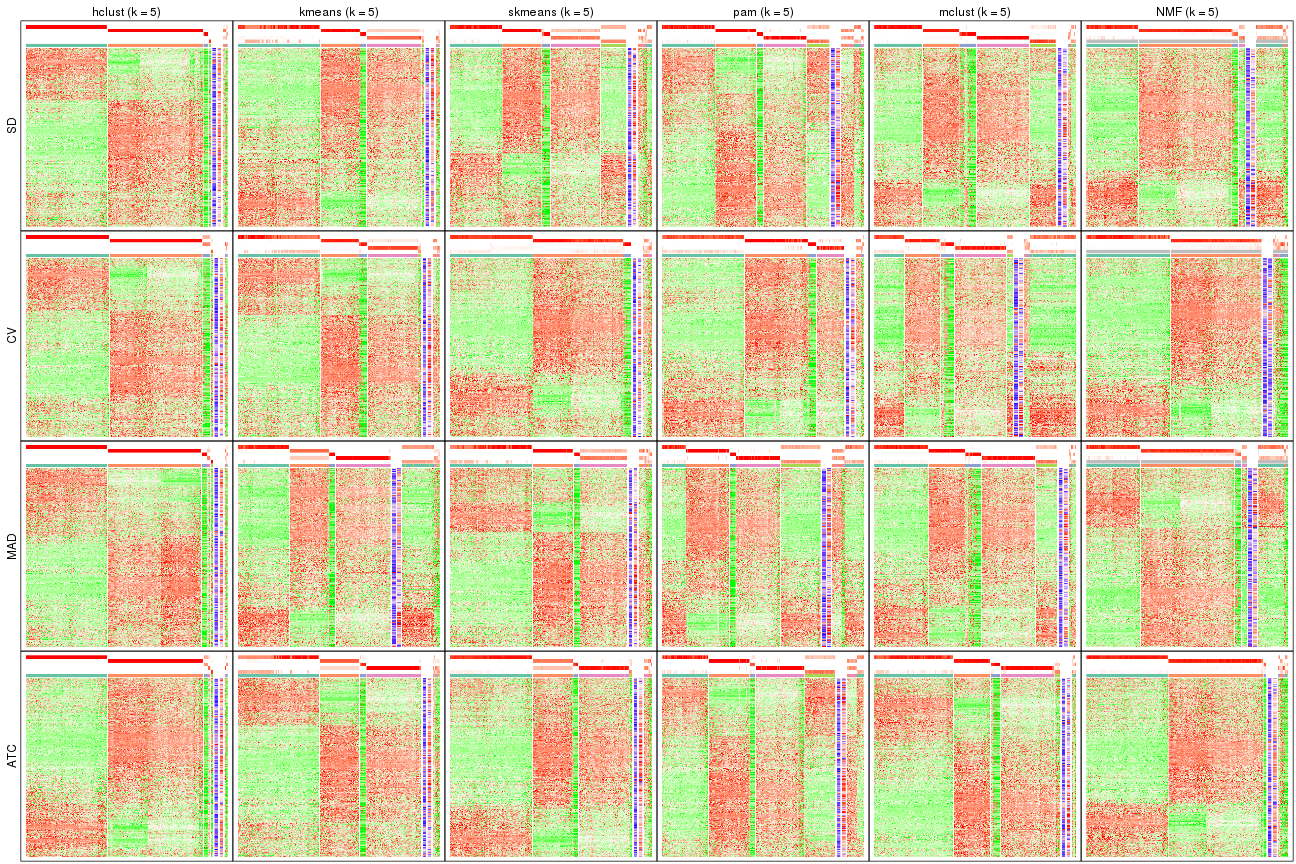 hclust (k = 5) kmeans (k = 5) skmeans (k = 5) pam (k = 5) mclust (k = 5) NMF (k = 5)
SD
CV
MAD
ATC